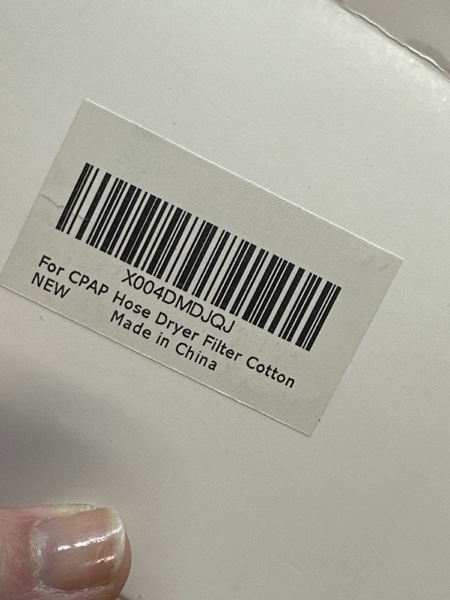 X004DMDJQJ
For CPAP Hose Dryer Filter Cotton
NEW
Made in China